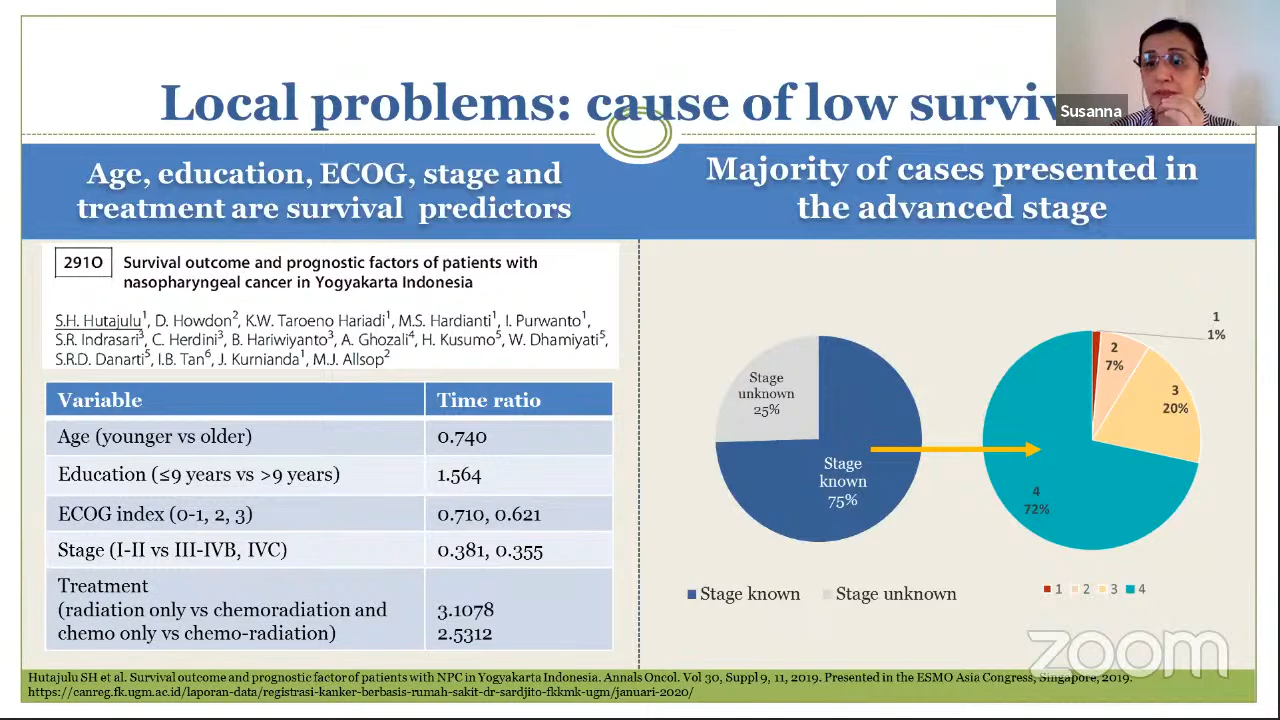 Local problems: cause of low surviv
Susanna
Age, education, ECOG, stage and
treatment are survival predictors
Majority of cases presented in
the advanced stage
291O
Survival outcome and prognostic factors of patients with
nasopharyngeal cancer in Yogyakarta Indonesia
S.H. Hutajulu1, D. Howdon2, K.W. Taroeno Hariadi1, M.S. Hardianti1, I. Purwanto1,
S.R. Indrasari3, C. Herdini3, B. Hariwiyanto3, A. Ghozali4, H. Kusumo5, W. Dhamiyati5,
S.R.D. Danarti5, I.B. Tan6, J. Kurnianda1, M.J. Allsop2
Variable Time ratio
Age (younger vs older) 0.740
Education (≤9 years vs >9 years) 1.564
ECOG index (0-1, 2, 3) 0.710, 0.621
Stage (I-II vs III-IVB, IVC) 0.381, 0.355
Treatment
(radiation only vs chemoradiation and 3.1078
chemo only vs chemo-radiation) 2.5312
Stage
unknown
25%
Stage
known
75%
Stage known Stage unknown
1
1%
2
7%
3
20%
4
72%
1 2 3 4
zoom
Hutajulu SH et al. Survival outcome and prognostic factor of patients with NPC in Yogyakarta Indonesia. Annals Oncol. Vol 30, Suppl 9, 11, 2019. Presented in the ESMO Asia Congress, Singapore, 2019.
https://canreg.fk.ugm.ac.id/laporan-data/registrasi-kanker-berbasis-rumah-sakit-dr-sardjito-fkkmk-ugm/januari-2020/